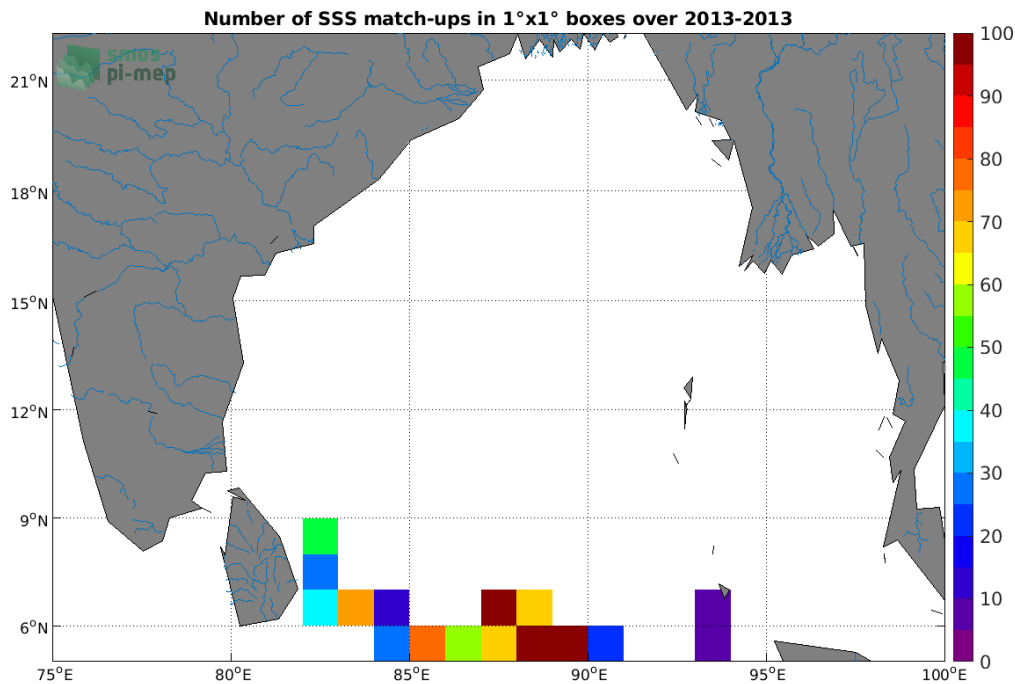 Number of SSS match-ups in 1°x1° boxes over 2013-2013
smos
pi-mep
21°N
18°N
15°N
12°N
9°N
6°N
75°E
80°E
85°E
90°E
95°E
100°E
100
90
80
70
60
50
40
30
20
10
0